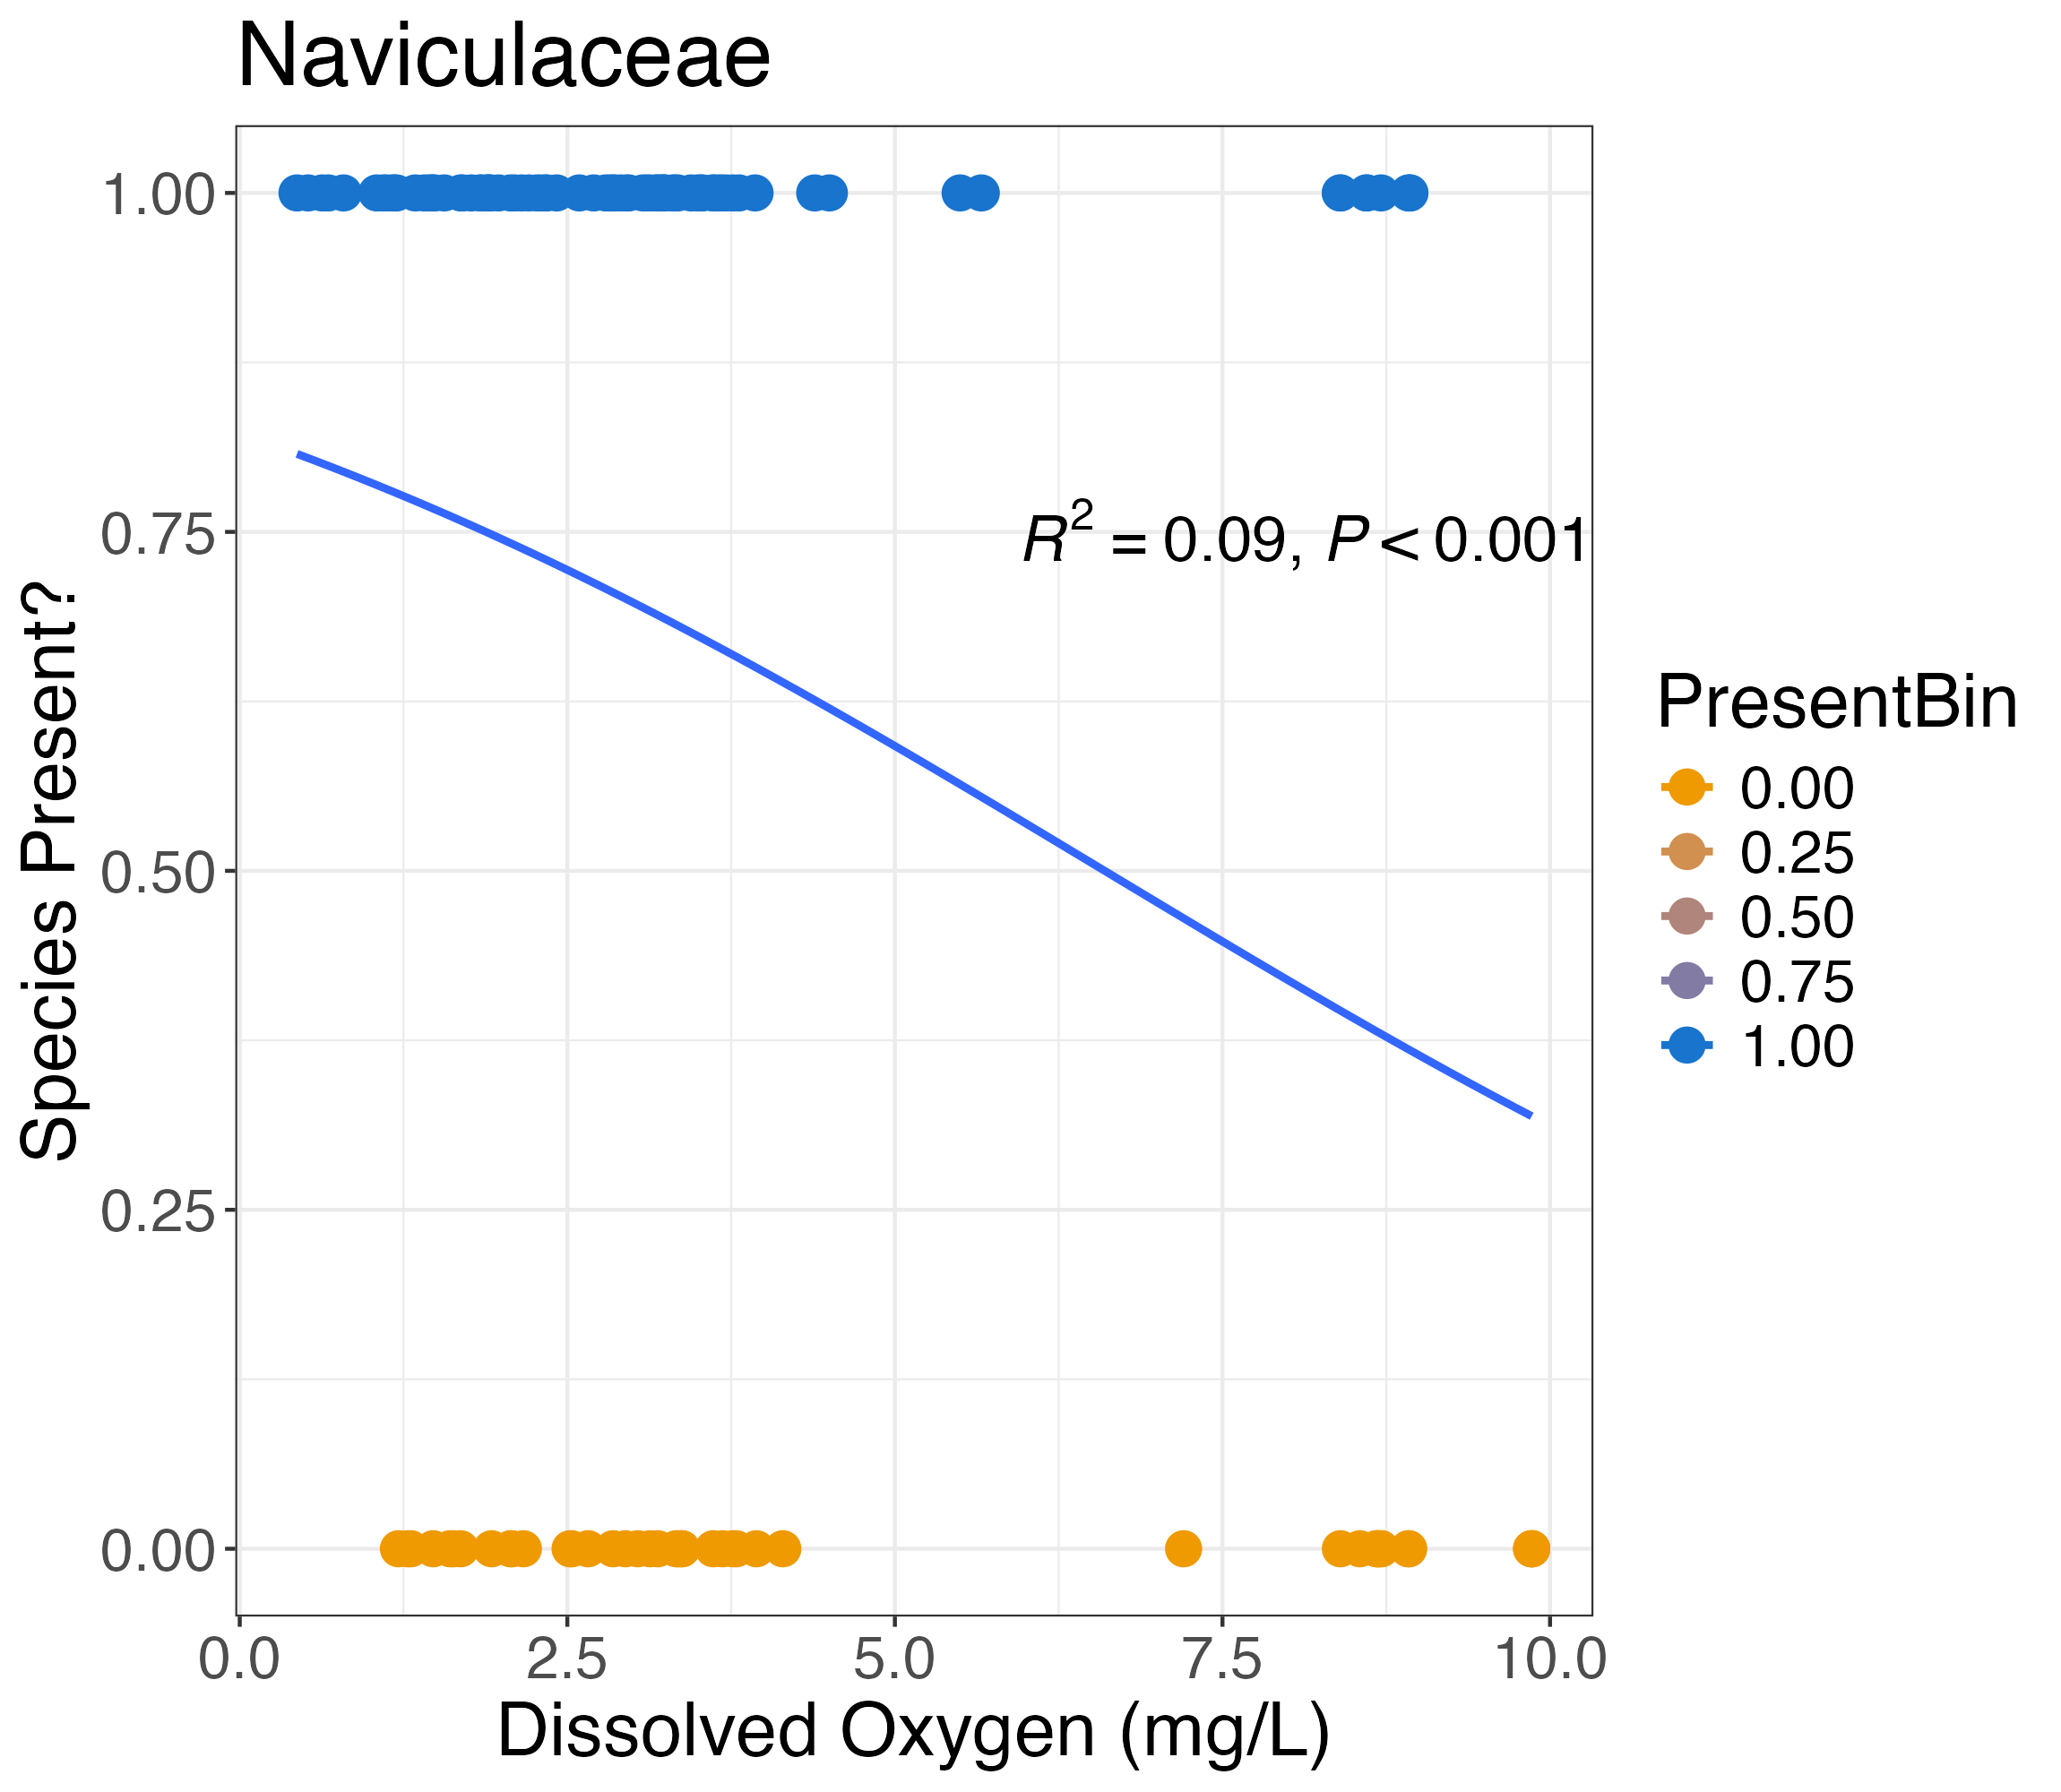 Naviculaceae
1.00
0.75
0.50
0.25
0.00
Species Present?
R² = 0.09, P < 0.001
0.0 2.5 5.0 7.5 10.0
Dissolved Oxygen (mg/L)
PresentBin
0.00
0.25
0.50
0.75
1.00